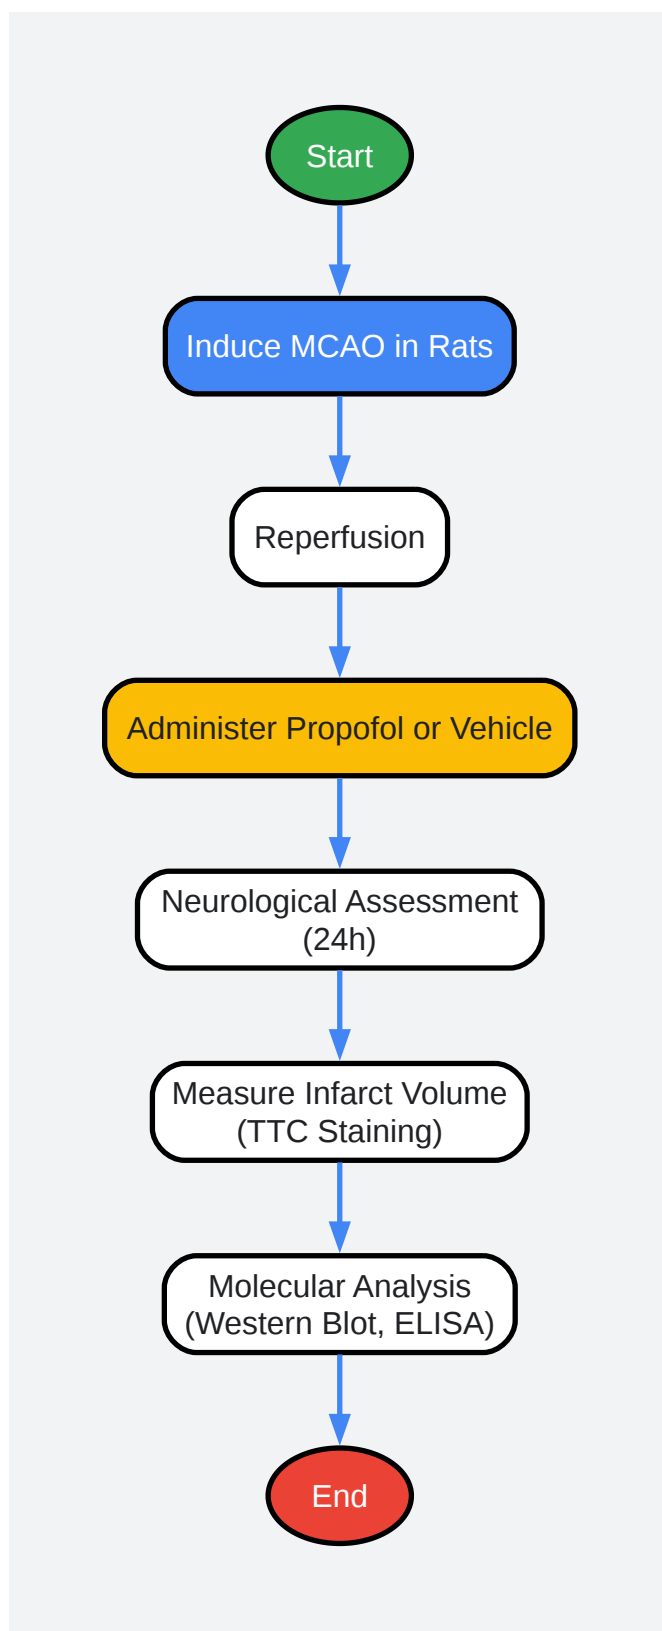 Start
Induce MCAO in Rats
Reperfusion
Administer Propofol or Vehicle
Neurological Assessment
(24h)
Measure Infarct Volume
(TTC Staining)
Molecular Analysis
(Western Blot, ELISA)
End